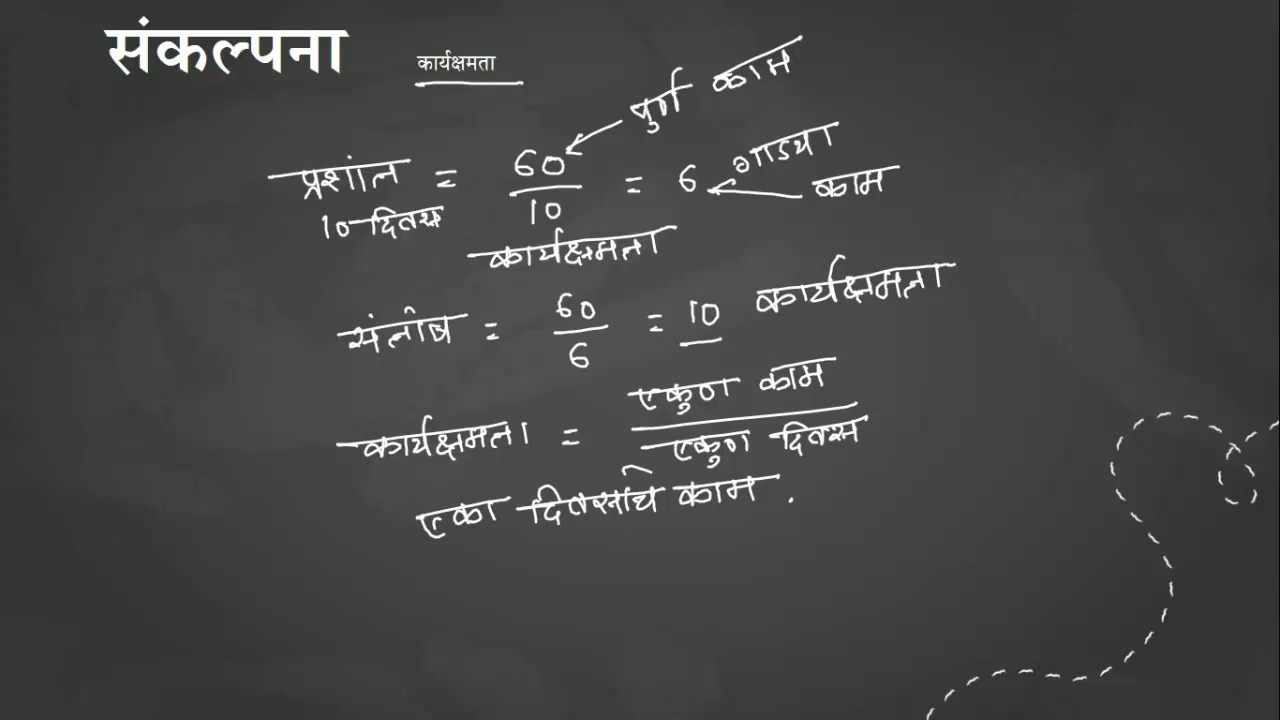 संकल्पना
कार्यक्षमता
पुर्ण काम
प्रशांत = 60/10 = 6 गाड्या काम
10 दिवस
कार्यक्षमता
संतोष = 60/6 = 10 कार्यक्षमता
कार्यक्षमता = एकुण काम/एकुण दिवस
एका दिवसाचे काम.